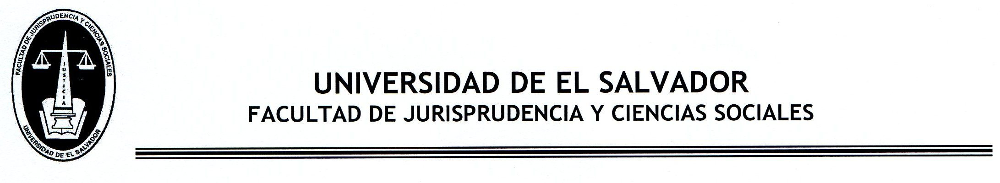 FACULTAD DE JURISPRUDENCIA Y CIENCIAS SOCIALES
JUSTICIA
UNIVERSIDAD DE EL SALVADOR
UNIVERSIDAD DE EL SALVADOR
FACULTAD DE JURISPRUDENCIA Y CIENCIAS SOCIALES